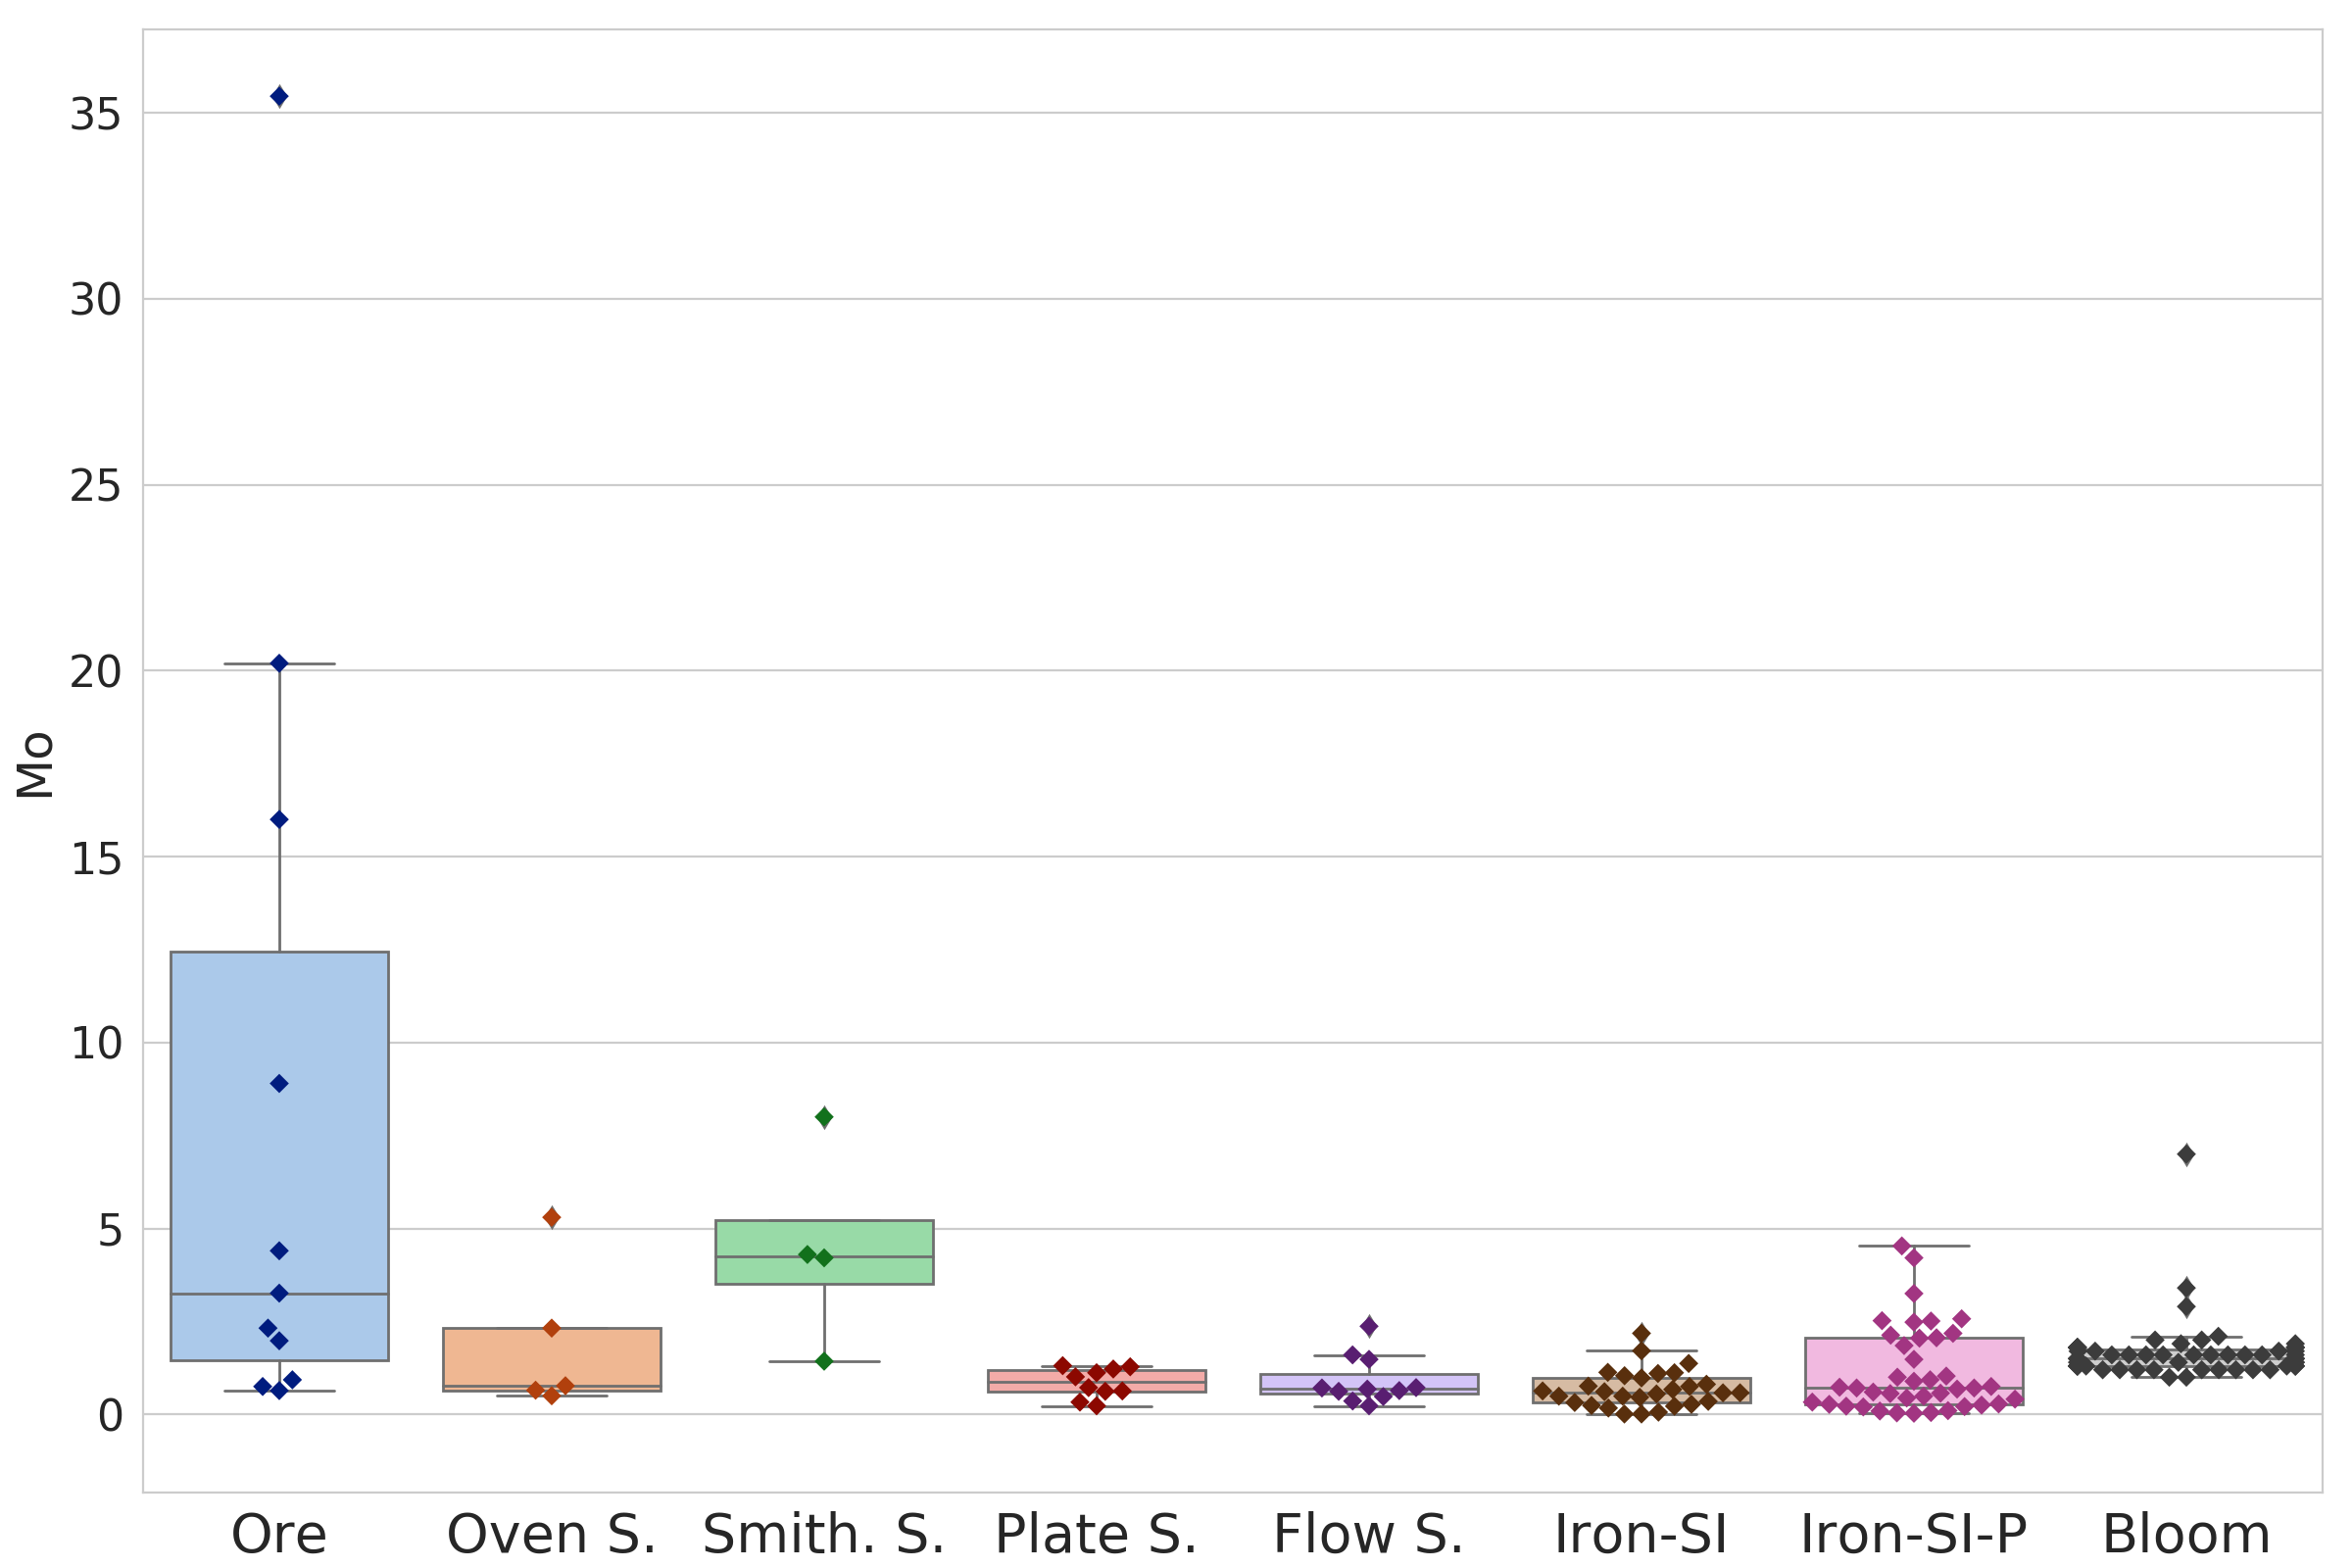 35
30
25
20
15
10
5
0
Mo
Ore
Oven S.
Smith. S.
Plate S.
Flow S.
Iron-SI
Iron-SI-P
Bloom